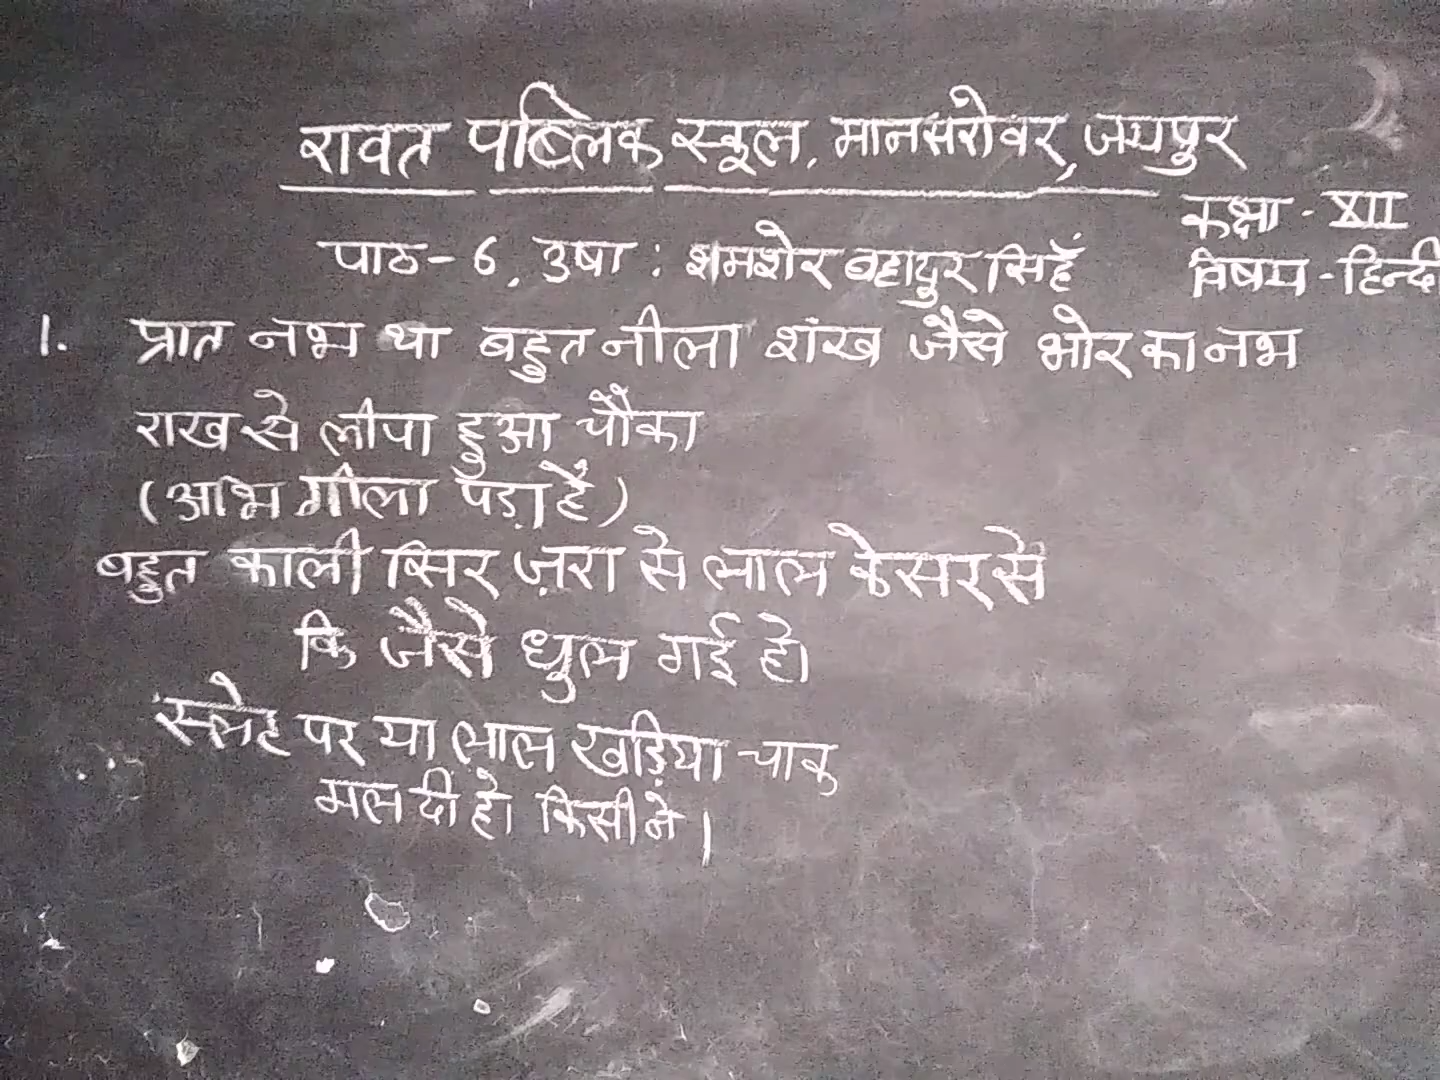 रावत पब्लिक स्कूल, मानसरोवर, जयपुर
कक्षा - XII
पाठ - 6, उषा : शमशेर बहादुर सिहँ
विषय - हिन्दी
1. प्रात नभ था बहुत नीला शंख जैसे भोर का नभ
राख से लीपा हुआ चौका
(अभि गीला पड़ा है)
बहुत काली सिर ज़रा से लाल केसर से
कि जैसे धुल गई हो
स्लेट पर या लाल खड़िया चाक
मल दी हो किसी ने।